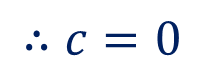 ∴ c = 0